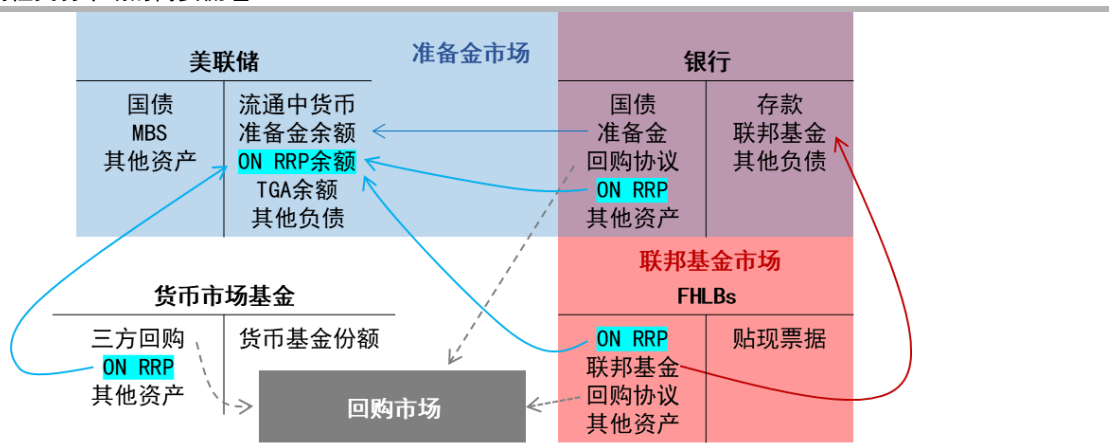 准备金市场
美联储
国债
MBS
其他资产
流通中货币
准备金余额
ON RRP余额
TGA余额
其他负债
银行
国债
准备金
回购协议
ON RRP
其他资产
存款
联邦基金
其他负债
联邦基金市场
FHLBs
ON RRP
联邦基金
回购协议
其他资产
贴现票据
货币市场基金
三方回购
ON RRP
其他资产
货币基金份额
回购市场